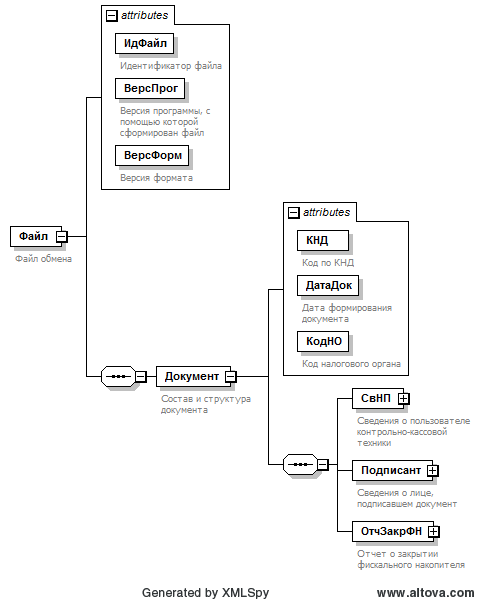 attributes
ИдФайл
Идентификатор файла
ВерсПрог
Версия программы, с
помощью которой
сформирован файл
ВерсФорм
Версия формата
Файл
Файл обмена
attributes
КНД
Код по КНД
ДатаДок
Дата формирования
документа
КодНО
Код налогового органа
Документ
Состав и структура
документа
СвНП
Сведения о пользователе
контрольно-кассовой
техники
Подписант
Сведения о лице,
подписавшем документ
ОтчЗакрФН
Отчет о закрытии
фискального накопителя
Generated by XMLSpy
www.altova.com